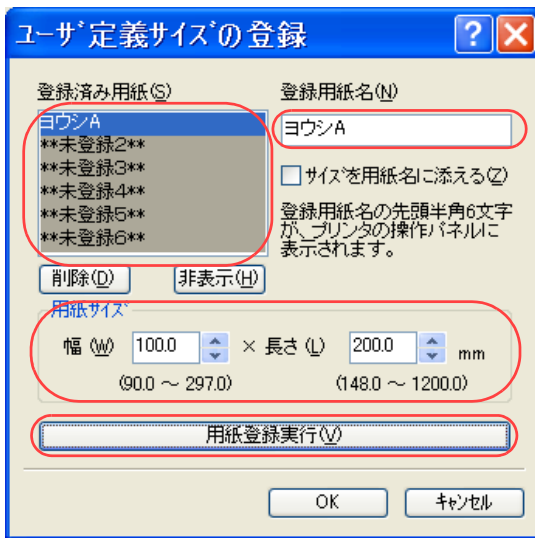 ユーザ定義サイズの登録
登録済み用紙(S)
登録用紙名(N)
ヨウシA
**未登録2**
**未登録3**
**未登録4**
**未登録5**
**未登録6**
ヨウシA
サイズを用紙名に添える(Z)
登録用紙名の先頭半角6文字
が、プリンタの操作パネルに
表示されます。
削除(D)
非表示(H)
用紙サイズ
幅(W) 100.0 × 長さ(L) 200.0 mm
(90.0 ～ 297.0) (148.0 ～ 1200.0)
用紙登録実行(V)
OK キャンセル